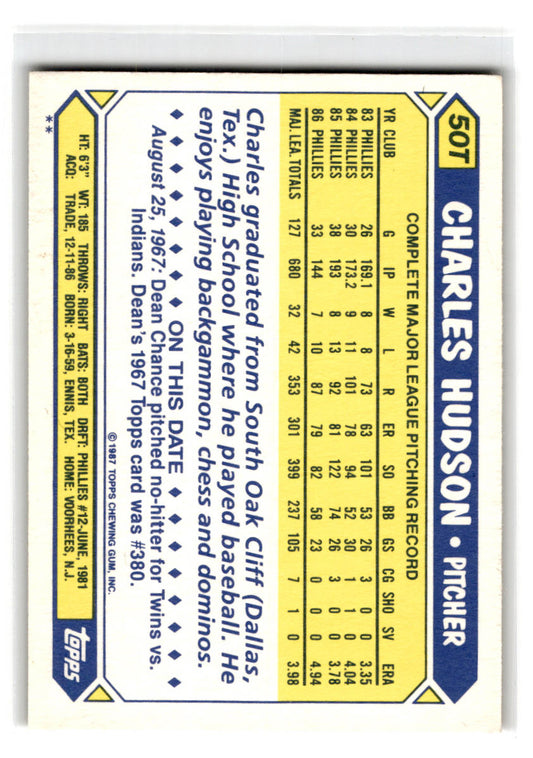 50T CHARLES HUDSON • PITCHER
COMPLETE MAJOR LEAGUE PITCHING RECORD
YR CLUB G IP W L R ER SO BB GS CG SHO SV ERA
83 PHILLIES 26 169.1 8 8 73 63 101 53 26 3 0 0 3.35
84 PHILLIES 30 173.2 9 11 101 78 94 52 30 1 1 0 4.04
85 PHILLIES 38 193 8 13 92 81 122 74 26 3 0 0 3.78
86 PHILLIES 33 144 7 10 87 79 82 58 23 0 0 0 4.94
MAJ. LEA. TOTALS 127 680 32 42 353 301 399 237 105 7 1 0 3.98
Charles graduated from South Oak Cliff (Dallas,
Tex.) High School where he played baseball. He
enjoys playing backgammon, chess and dominos.
♦ ♦ ♦ ♦ ♦ ♦ ♦ ♦ ♦ ON THIS DATE ♦ ♦ ♦ ♦ ♦ ♦ ♦ ♦ ♦
August 25, 1967: Dean Chance pitched no-hitter for Twins vs.
Indians. Dean's 1967 Topps card was #380.
©1987 TOPPS CHEWING GUM, INC.
HT: 6'3" WT: 185 THROWS: RIGHT BATS: BOTH DRFT: PHILLIES #12-JUNE, 1981
ACQ: TRADE, 12-11-86 BORN: 3-16-59, ENNIS, TEX. HOME: VOORHEES, N.J.
topps
**